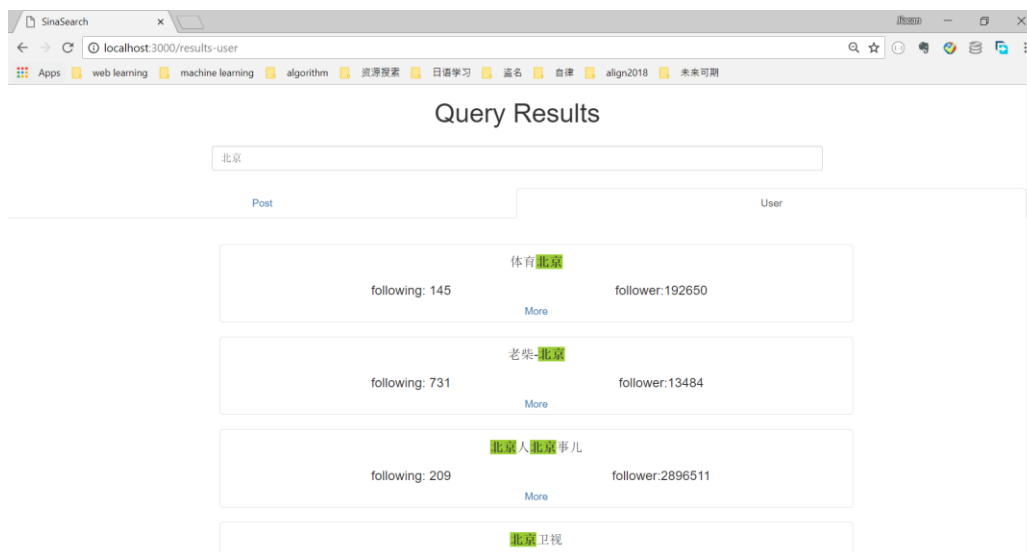 SinaSearch
localhost:3000/results-user
Apps web learning machine learning algorithm 资源搜素 日语学习 盗名 自律 align2018 未来可期
Query Results
北京
Post User
体育北京
following: 145 follower:192650
More
老柴-北京
following: 731 follower:13484
More
北京人北京事儿
following: 209 follower:2896511
More
北京卫视